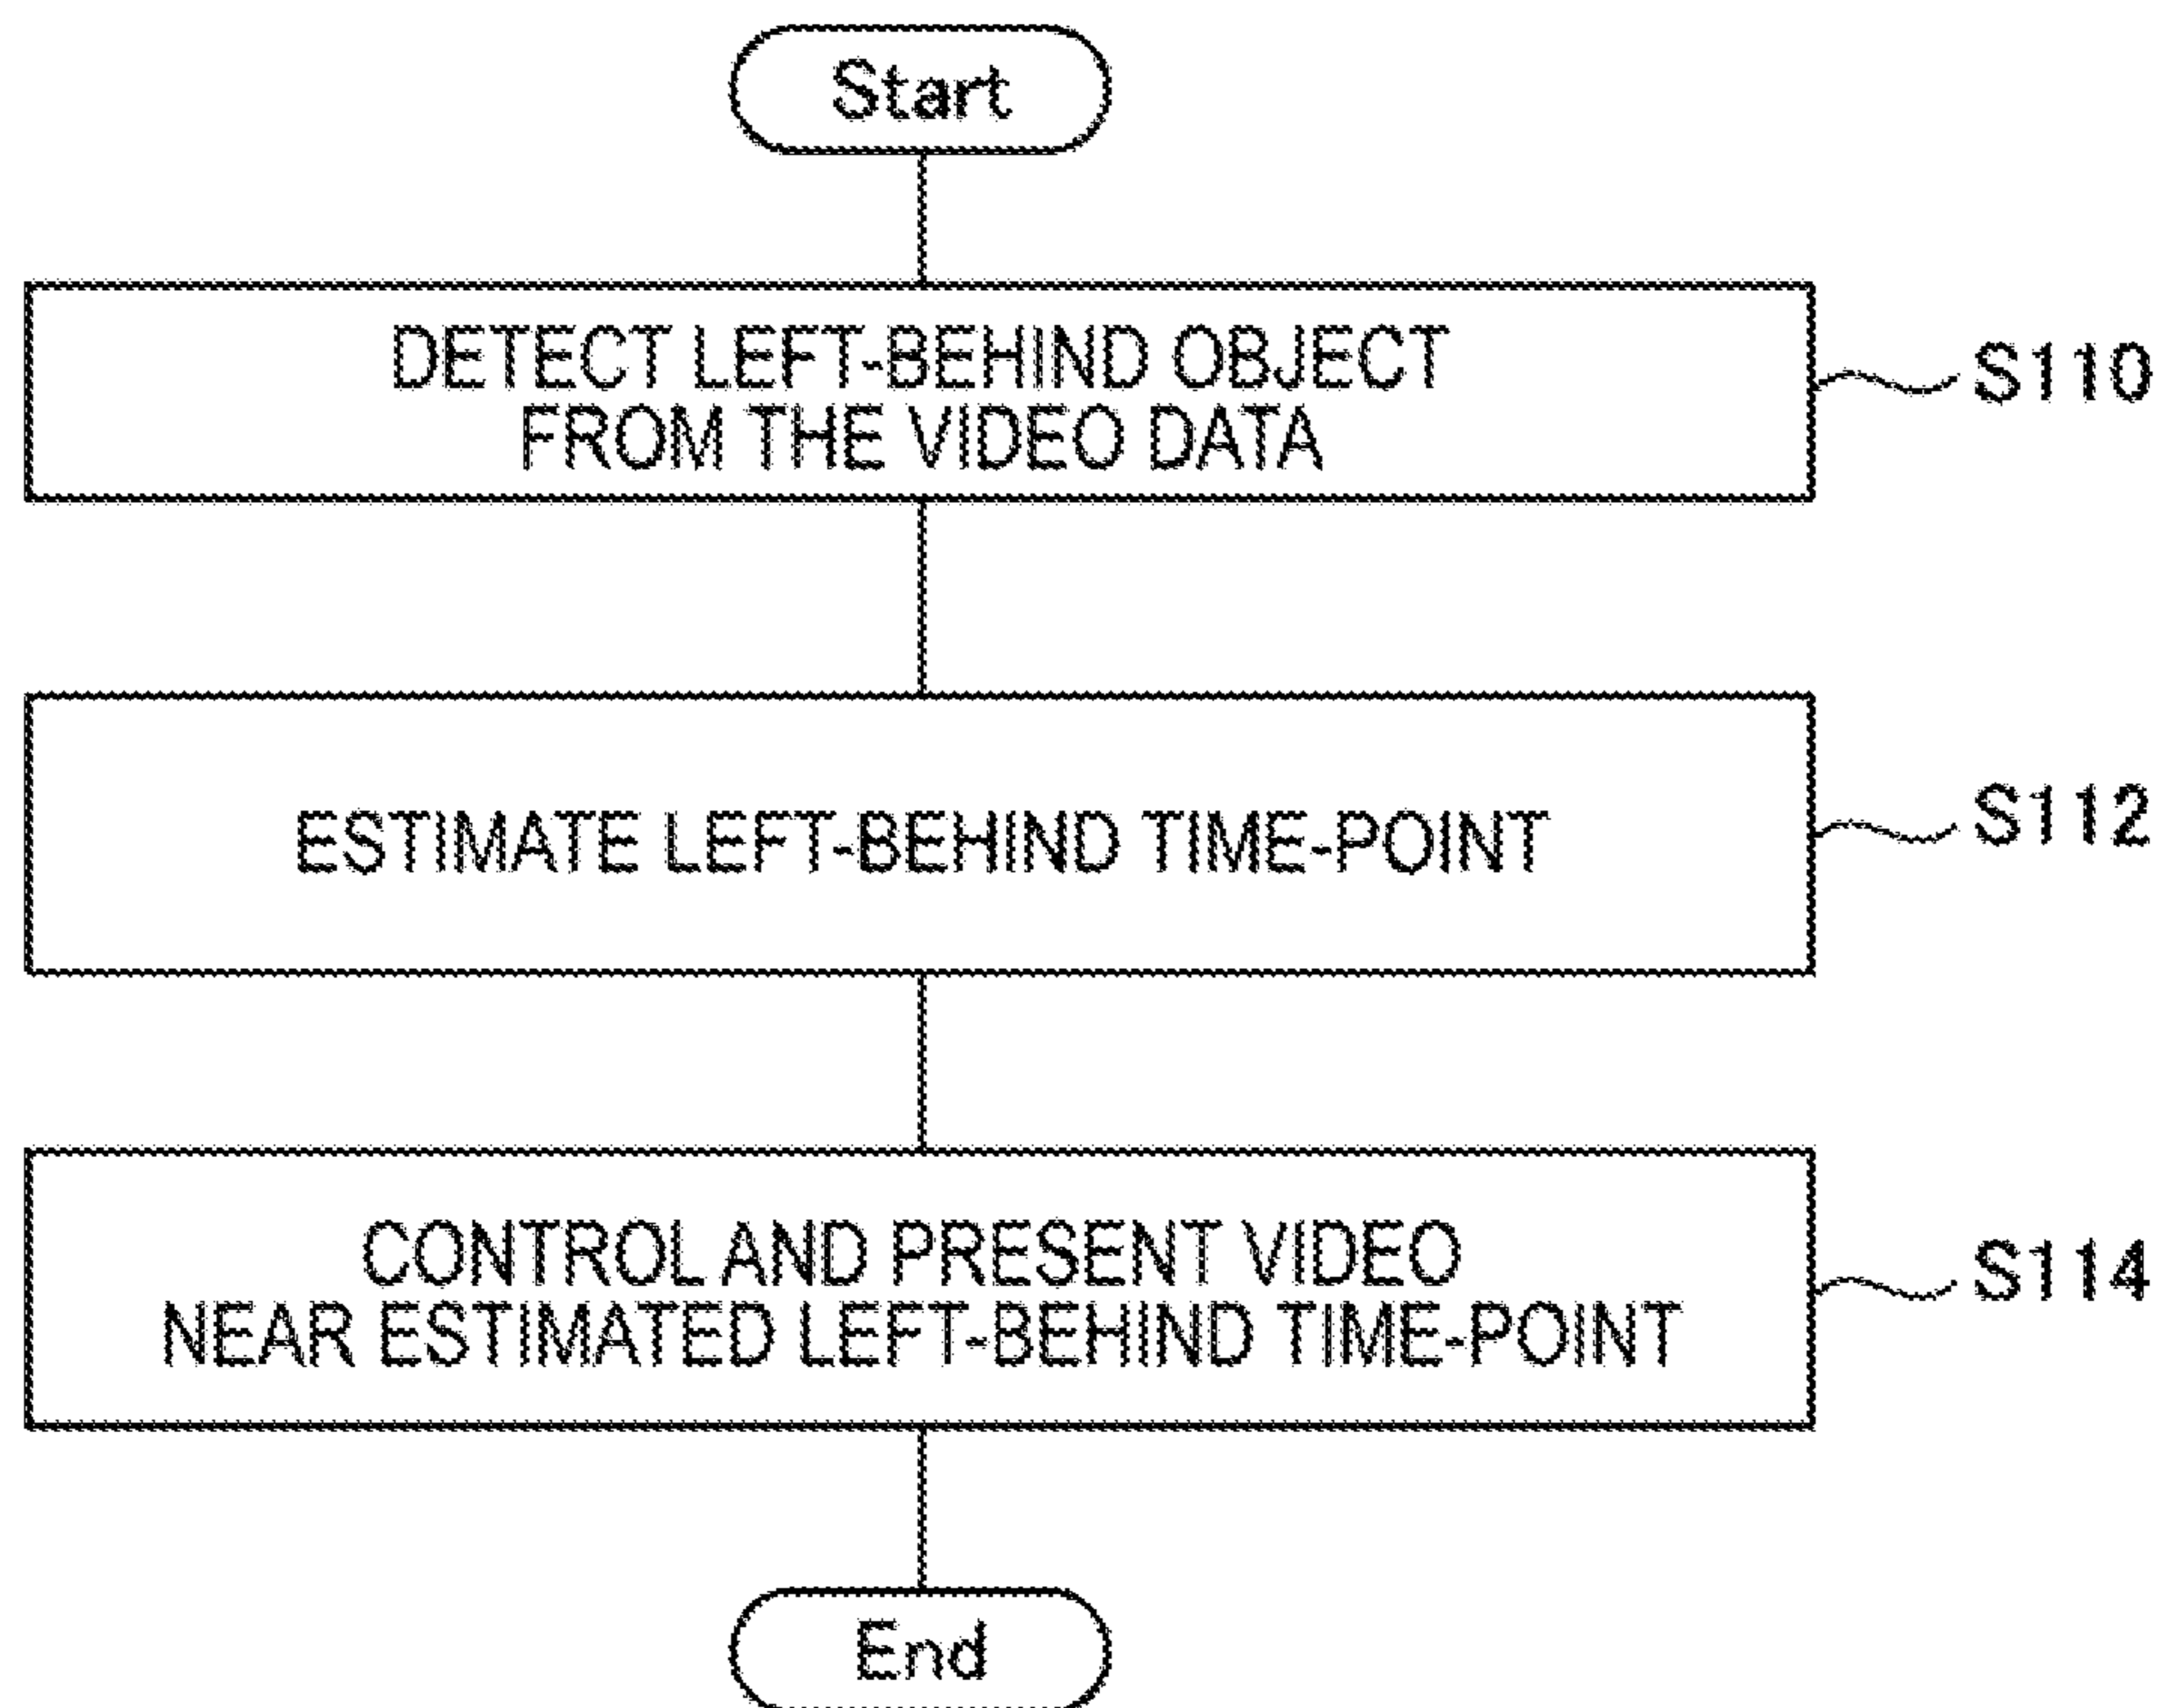 Start
DETECT LEFT-BEHIND OBJECT
FROM THE VIDEO DATA
S110
ESTIMATE LEFT-BEHIND TIME-POINT
S112
CONTROL AND PRESENT VIDEO
NEAR ESTIMATED LEFT-BEHIND TIME-POINT
S114
End